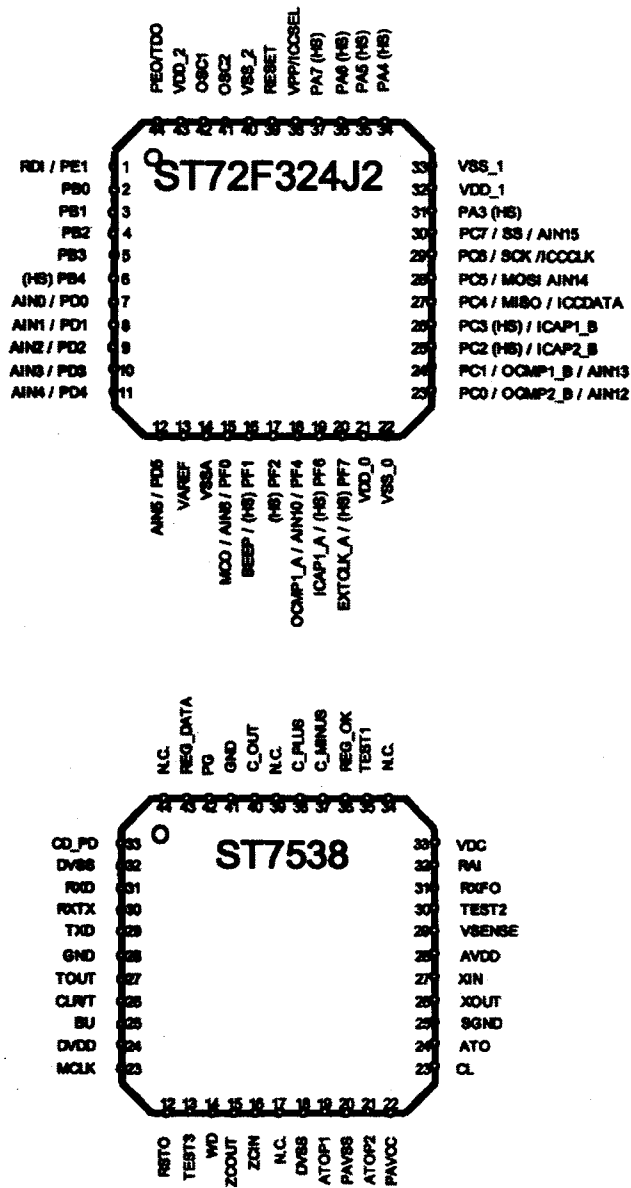 PEO/TDO
VDD_2
OSC1
OSC2
VSS_2
RESET
VPP/ICCSEL
PA7 (HS)
PA6 (HS)
PA5 (HS)
PA4 (HS)
44 43 42 41 40 39 38 37 36 35 34
ST72F324J2
RDI / PE1 1 33 VSS_1
PB0 2 32 VDD_1
PB1 3 31 PA3 (HS)
PB2 4 30 PC7 / SS / AIN15
PB3 5 29 PC6 / SCK /ICCCLK
(HS) PB4 6 28 PC5 / MOSI AIN14
AIN0 / PD0 7 27 PC4 / MISO / ICCDATA
AIN1 / PD1 8 26 PC3 (HS) / ICAP1_B
AIN2 / PD2 9 25 PC2 (HS) / ICAP2_B
AIN3 / PD3 10 24 PC1 / OCMP1_B / AIN13
AIN4 / PD4 11 23 PC0 / OCMP2_B / AIN12
12 13 14 15 16 17 18 19 20 21 22
AIN5 / PD5
VAREF
VSSA
MCO / AIN8 / PF0
BEEP / (HS) PF1
(HS) PF2
OCMP1_A / AIN10 / PF4
ICAP1_A / (HS) PF6
EXTCLK_A / (HS) PF7
VDD_0
VSS_0
N.C.
REG_DATA
PG
GND
C_OUT
N.C.
C_PLUS
C_MINUS
REG_OK
TEST1
N.C.
44 43 42 41 40 39 38 37 36 35 34
ST7538
CD_PD 33 33 VDC
DVSS 32 32 RAI
RXD 31 31 RXFO
RXTX 30 30 TEST2
TXD 29 29 VSENSE
GND 28 28 AVDD
TOUT 27 27 XIN
CLR/T 26 26 XOUT
BU 25 25 SGND
DVDD 24 24 ATO
MCLK 23 23 CL
12 13 14 15 16 17 18 19 20 21 22
RSTO
TEST3
WD
ZCOUT
ZCIN
N.C.
DVSS
ATOP1
PAVSS
ATOP2
PAVCC